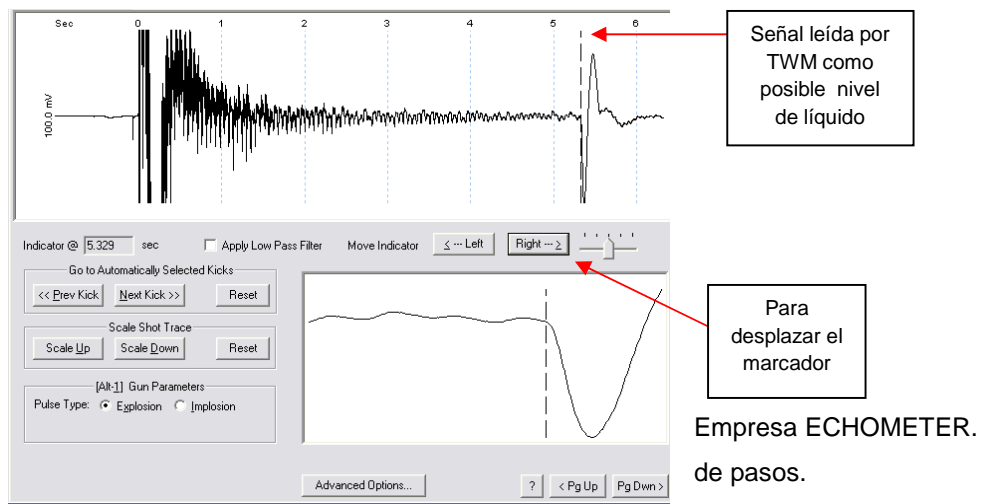 Sec 0 1 2 3 4 5 6
100.0 mV
Señal leída por
TWM como
posible nivel
de líquido
Indicator @ 5.329 sec Apply Low Pass Filter Move Indicator < --- Left Right --- >
Go to Automatically Selected Kicks
<< Prev Kick Next Kick >> Reset
Scale Shot Trace
Scale Up Scale Down Reset
[Alt-1] Gun Parameters
Pulse Type: Explosion Implosion
Para
desplazar el
marcador
Empresa ECHOMETER.
de pasos.
Advanced Options... ? < Pg Up Pg Dwn >